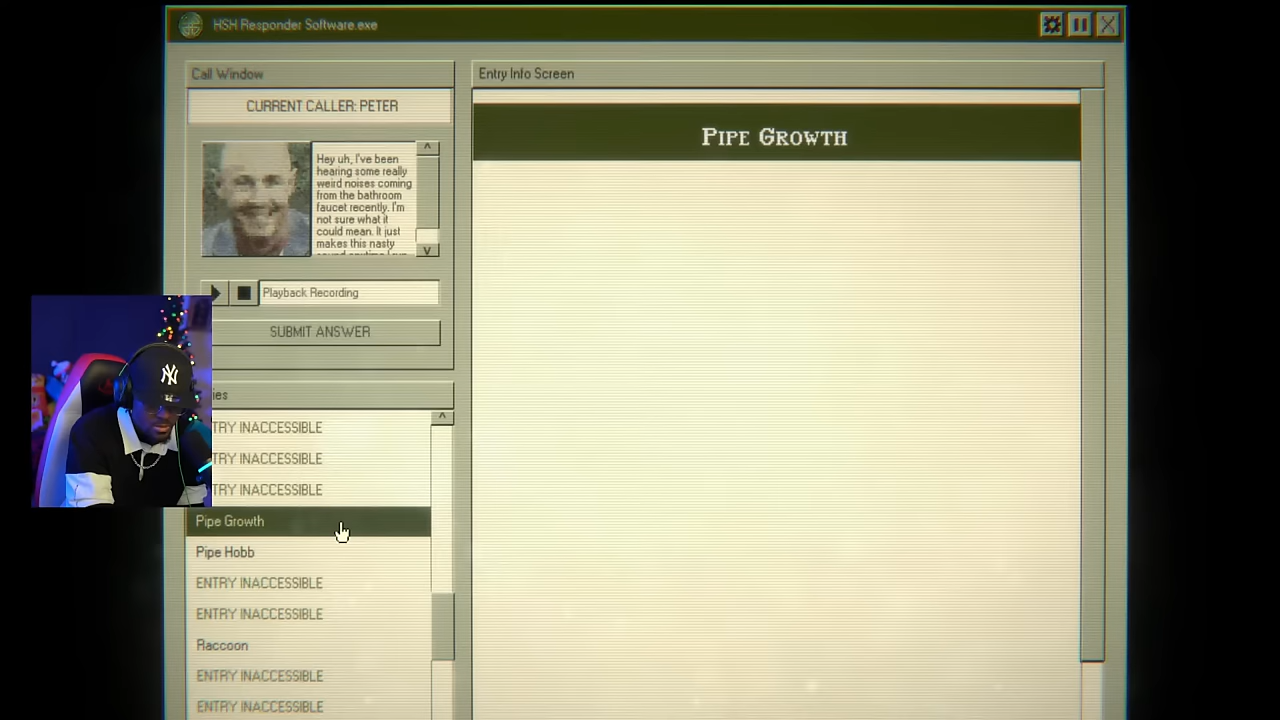 HSH Responder Software.exe
Call Window
CURRENT CALLER: PETER
Hey uh, I've been
hearing some really
weird noises coming
from the bathroom
faucet recently. I'm
not sure what it
could mean. It just
makes this nasty
Playback Recording
SUBMIT ANSWER
ies
TRY INACCESSIBLE
TRY INACCESSIBLE
TRY INACCESSIBLE
Pipe Growth
Pipe Hobb
ENTRY INACCESSIBLE
ENTRY INACCESSIBLE
Raccoon
ENTRY INACCESSIBLE
ENTRY INACCESSIBLE
Entry Info Screen
PIPE GROWTH
NY